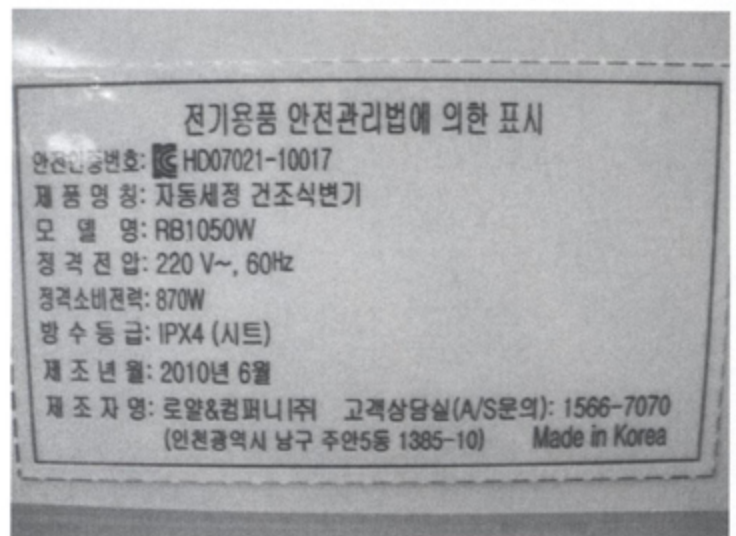 전기용품 안전관리법에 의한 표시
안전인증번호: HD07021-10017
제 품 명 칭: 자동세정 건조식변기
모 델 명: RB1050W
정 격 전 압: 220 V~, 60Hz
정격소비전력: 870W
방 수 등 급: IPX4 (시트)
제 조 년 월: 2010년 6월
제 조 자 명: 로얄&컴퍼니(주) 고객상담실(A/S문의): 1566-7070
(인천광역시 남구 주안5동 1385-10) Made in Korea